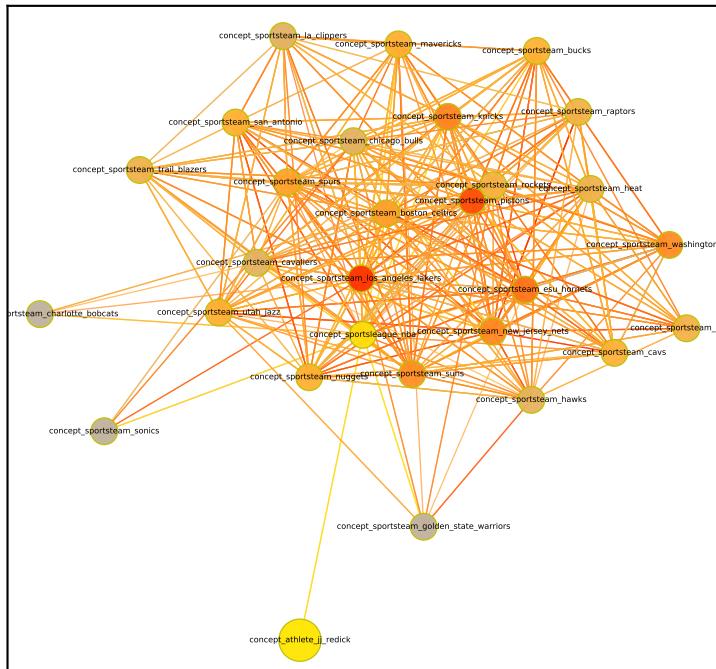 concept_sportsteam_la_clippers
concept_sportsteam_mavericks
concept_sportsteam_bucks
concept_sportsteam_raptors
concept_sportsteam_knicks
concept_sportsteam_san_antonio
concept_sportsteam_chicago_bulls
concept_sportsteam_trail_blazers
concept_sportsteam_spurs
concept_sportsteam_rockets
concept_sportsteam_heat
concept_sportsteam_pistons
concept_sportsteam_boston_celtics
concept_sportsteam_washington
concept_sportsteam_cavaliers
concept_sportsteam_los_angeles_lakers
concept_sportsteam_esu_hornets
ortsteam_charlotte_bobcats
concept_sportsteam_utah_jazz
concept_sportsteam_new_jersey_nets
concept_sportsteam_
concept_sportsleague_nba
concept_sportsteam_cavs
concept_sportsteam_nuggets
concept_sportsteam_suns
concept_sportsteam_hawks
concept_sportsteam_sonics
concept_sportsteam_golden_state_warriors
concept_athlete_jj_redick